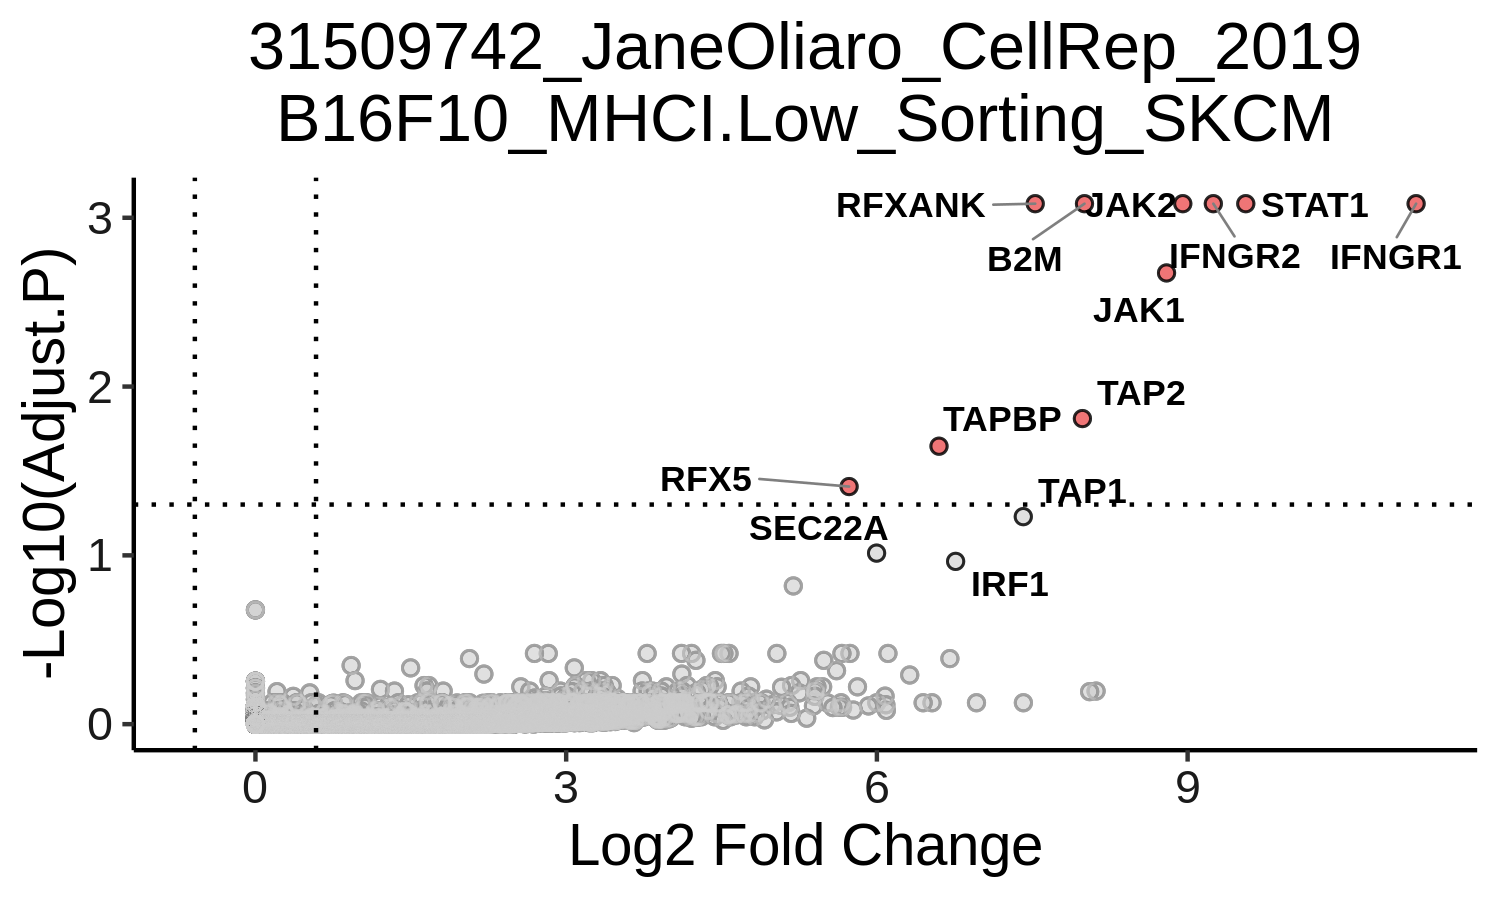 31509742_JaneOliaro_CellRep_2019
B16F10_MHCI.Low_Sorting_SKCM
-Log10(Adjust.P)
3
2
1
0
RFXANK
JAK2
STAT1
B2M
IFNGR2
IFNGR1
JAK1
TAP2
TAPBP
RFX5
TAP1
SEC22A
IRF1
0
3
6
9
Log2 Fold Change